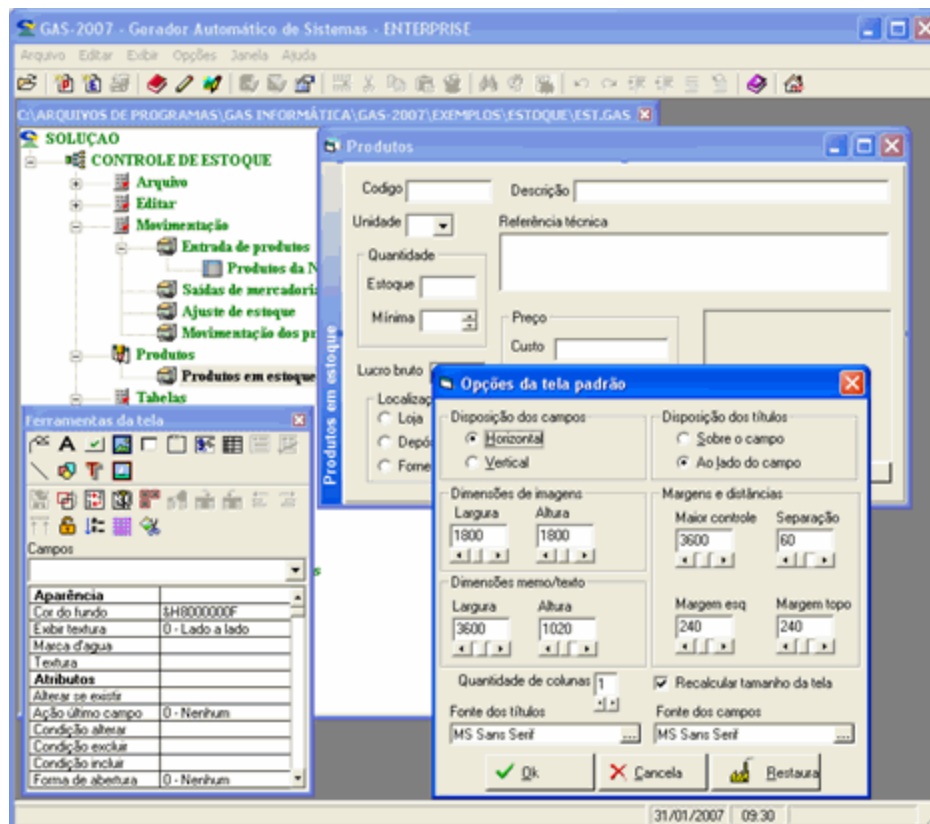 GAS-2007 - Gerador Automático de Sistemas - ENTERPRISE
Arquivo Editar Exibir Opções Janela Ajuda
C:\ARQUIVOS DE PROGRAMAS\GAS INFORMÁTICA\GAS-2007\EXEMPLOS\ESTOQUE\EST.GAS
SOLUÇAO
CONTROLE DE ESTOQUE
Arquivo
Editar
Movimentação
Entrada de produtos
Produtos da N
Saídas de mercadori
Ajuste de estoque
Movimentação dos pr
Produtos
Produtos em estoque
Tabelas
Produtos
Produtos em estoque
Codigo
Descrição
Unidade
Referência técnica
Quantidade
Estoque
Mínima
Preço
Custo
Lucro bruto
Localizaç
Loja
Depó
Forne
Ferramentas da tela
Campos
Aparência
Cor do fundo &H8000000F
Exibir textura 0 - Lado a lado
Marca d'agua
Textura
Atributos
Alterar se existir
Ação último campo 0 - Nenhum
Condição alterar
Condição excluir
Condição incluir
Forma de abertura 0 - Nenhum
Opções da tela padrão
Disposição dos campos
Horizontal
Vertical
Disposição dos títulos
Sobre o campo
Ao lado do campo
Dimensões de imagens
Largura Altura
1800 1800
Margens e distâncias
Maior controle Separação
3600 60
Dimensões memo/texto
Largura Altura
3600 1020
Margem esq Margem topo
240 240
Quantidade de colunas 1
Recalcular tamanho da tela
Fonte dos títulos
MS Sans Serif ...
Fonte dos campos
MS Sans Serif ...
Ok Cancela Restaura
31/01/2007 09:30